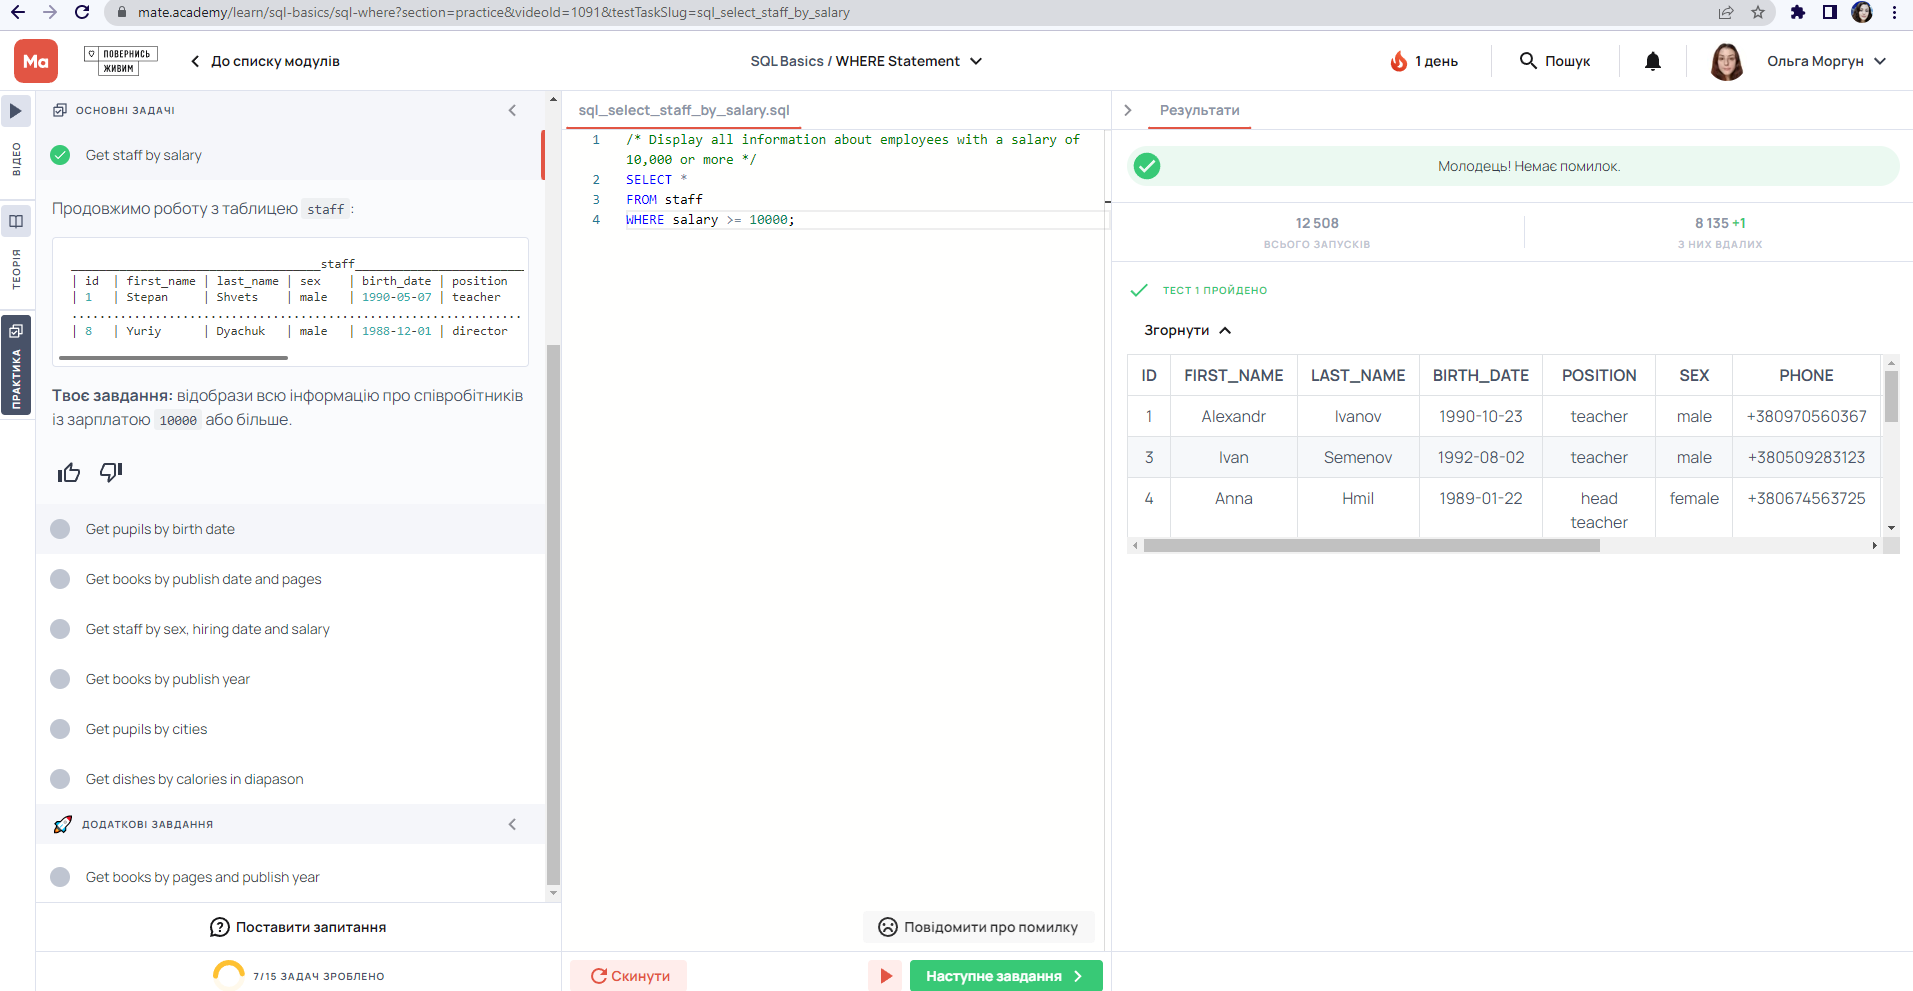 mate.academy/learn/sql-basics/sql-where?section=practice&videoId=1091&testTaskSlug=sql_select_staff_by_salary
Ma
ПОВЕРНИСЬ
ЖИВИМ
До списку модулів
SQL Basics / WHERE Statement
1 день
Пошук
Ольга Моргун
ВІДЕО
ТЕОРІЯ
ПРАКТИКА
ОСНОВНІ ЗАДАЧІ
Get staff by salary
Продовжимо роботу з таблицею staff :
____________________________________staff________________________
| id | first_name | last_name | sex | birth_date | position
| 1 | Stepan | Shvets | male | 1990-05-07 | teacher
.................................................................
| 8 | Yuriy | Dyachuk | male | 1988-12-01 | director
Твоє завдання: відобрази всю інформацію про співробітників
із зарплатою 10000 або більше.
Get pupils by birth date
Get books by publish date and pages
Get staff by sex, hiring date and salary
Get books by publish year
Get pupils by cities
Get dishes by calories in diapason
ДОДАТКОВІ ЗАВДАННЯ
Get books by pages and publish year
Поставити запитання
7/15 ЗАДАЧ ЗРОБЛЕНО
sql_select_staff_by_salary.sql
1 /* Display all information about employees with a salary of
10,000 or more */
2 SELECT *
3 FROM staff
4 WHERE salary >= 10000;
Повідомити про помилку
Скинути
Наступне завдання
Результати
Молодець! Немає помилок.
12 508
ВСЬОГО ЗАПУСКІВ
8 135 +1
З НИХ ВДАЛИХ
ТЕСТ 1 ПРОЙДЕНО
Згорнути
ID FIRST_NAME LAST_NAME BIRTH_DATE POSITION SEX PHONE
1 Alexandr Ivanov 1990-10-23 teacher male +380970560367
3 Ivan Semenov 1992-08-02 teacher male +380509283123
4 Anna Hmil 1989-01-22 head teacher female +380674563725